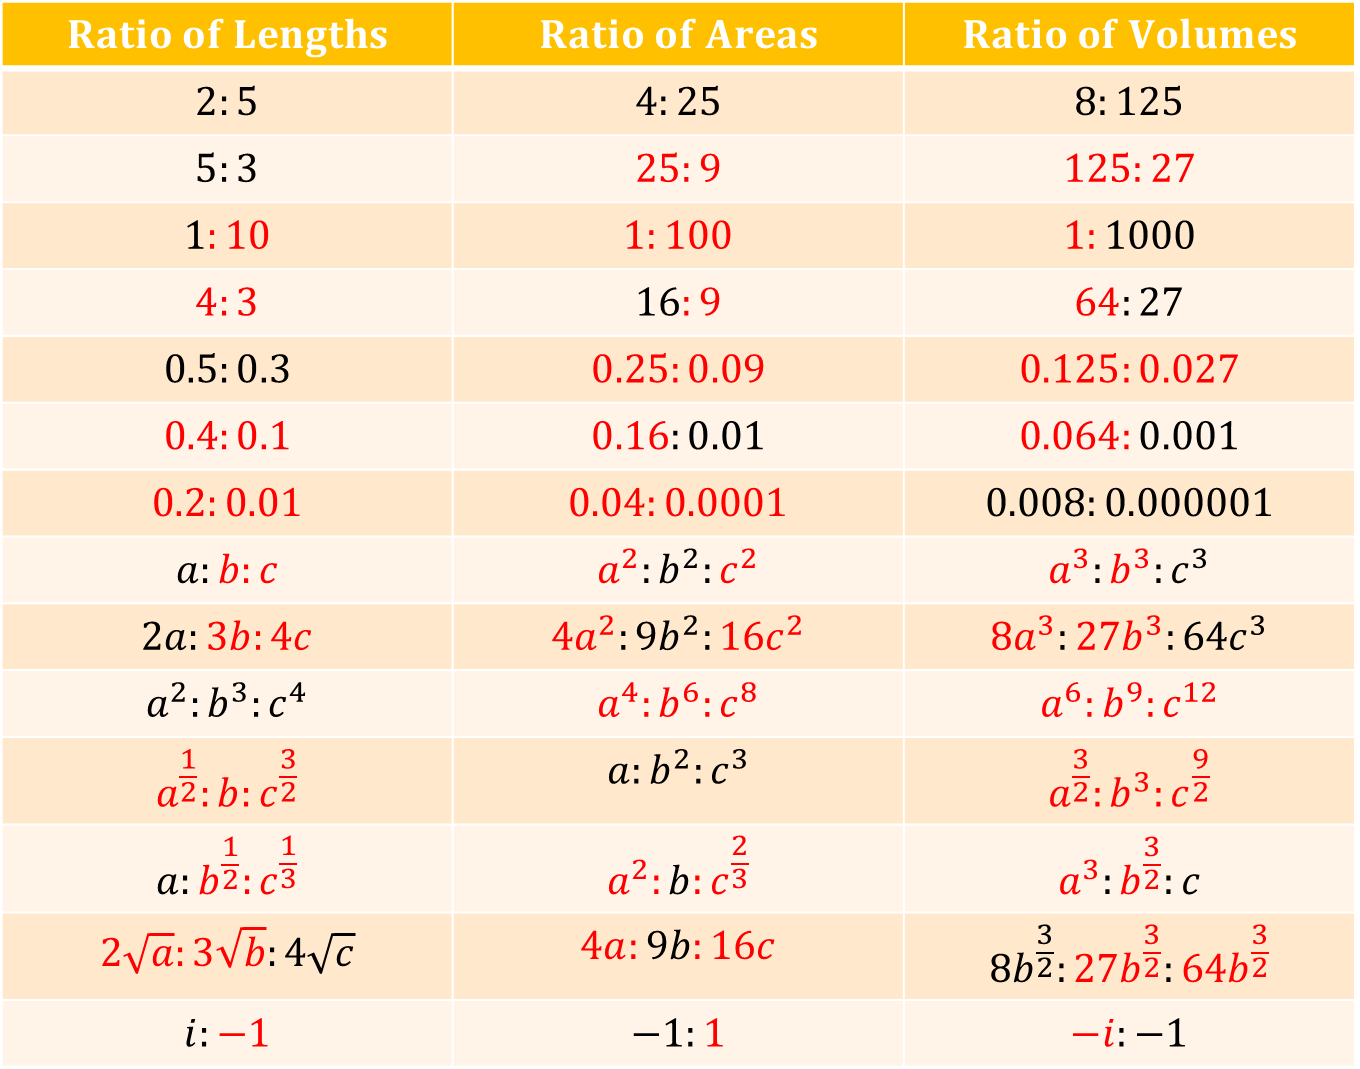 Ratio of Lengths Ratio of Areas Ratio of Volumes
2: 5 4: 25 8: 125
5: 3 25: 9 125: 27
1: 10 1: 100 1: 1000
4: 3 16: 9 64: 27
0.5: 0.3 0.25: 0.09 0.125: 0.027
0.4: 0.1 0.16: 0.01 0.064: 0.001
0.2: 0.01 0.04: 0.0001 0.008: 0.000001
a: b: c a²: b²: c² a³: b³: c³
2a: 3b: 4c 4a²: 9b²: 16c² 8a³: 27b³: 64c³
a²: b³: c⁴ a⁴: b⁶: c⁸ a⁶: b⁹: c¹²
a^(1/2): b: c^(3/2) a: b²: c³ a^(3/2): b³: c^(9/2)
a: b^(1/2): c^(1/3) a²: b: c^(2/3) a³: b^(3/2): c
2√a: 3√b: 4√c 4a: 9b: 16c 8b^(3/2): 27b^(3/2): 64b^(3/2)
i: −1 −1: 1 −i: −1